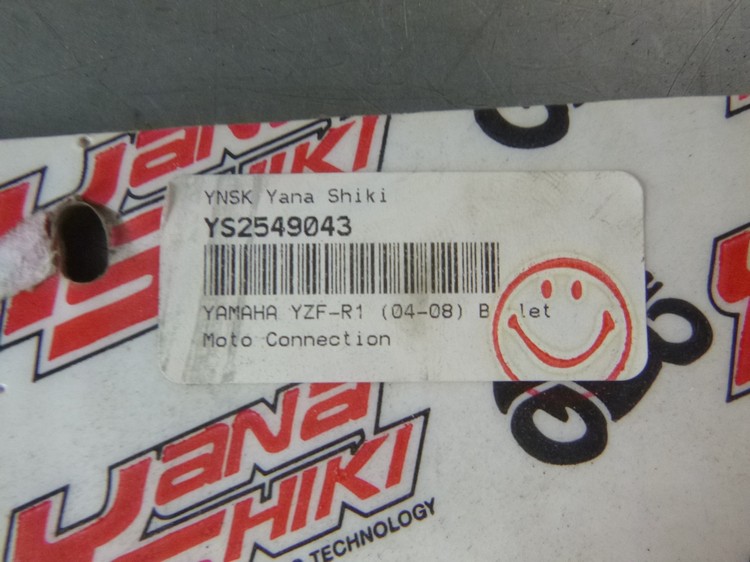 Yana
SHIKI
YNSK Yana Shiki
YS2549043
YAMAHA YZF-R1 (04-08)
Moto Connection
Yana
SHIKI
TECHNOLOGY